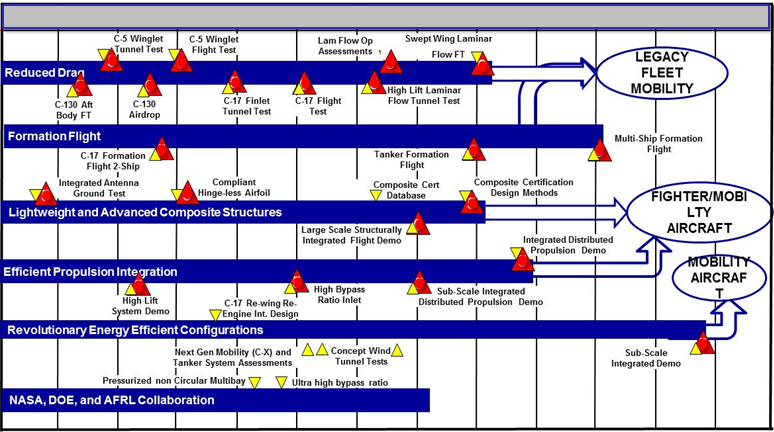 C-5 Winglet
Tunnel Test
C-5 Winglet
Flight Test
Lam Flow Op
Assessments
Swept Wing Laminar
Flow FT
LEGACY
FLEET
MOBILITY
Reduced Drag
C-130 Aft
Body FT
C-130
Airdrop
C-17 Finlet
Tunnel Test
C-17 Flight
Test
High Lift Laminar
Flow Tunnel Test
Formation Flight
C-17 Formation
Flight 2-Ship
Tanker Formation
Flight
Multi-Ship Formation
Flight
Integrated Antenna
Ground Test
Compliant
Hinge-less Airfoil
Composite Cert
Database
Composite Certification
Design Methods
FIGHTER/MOBI
LTY
AIRCRAFT
Lightweight and Advanced Composite Structures
Large Scale Structurally
Integrated Flight Demo
Integrated Distributed
Propulsion Demo
MOBILITY
AIRCRAF
T
Efficient Propulsion Integration
High Lift
System Demo
C-17 Re-wing Re-
Engine Int. Design
High Bypass
Ratio Inlet
Sub-Scale Integrated
Distributed Propulsion Demo
Revolutionary Energy Efficient Configurations
Next Gen Mobility (C-X) and
Tanker System Assessments
Concept Wind
Tunnel Tests
Sub-Scale
Integrated Demo
Pressurized non Circular Multibay
Ultra high bypass ratio
NASA, DOE, and AFRL Collaboration